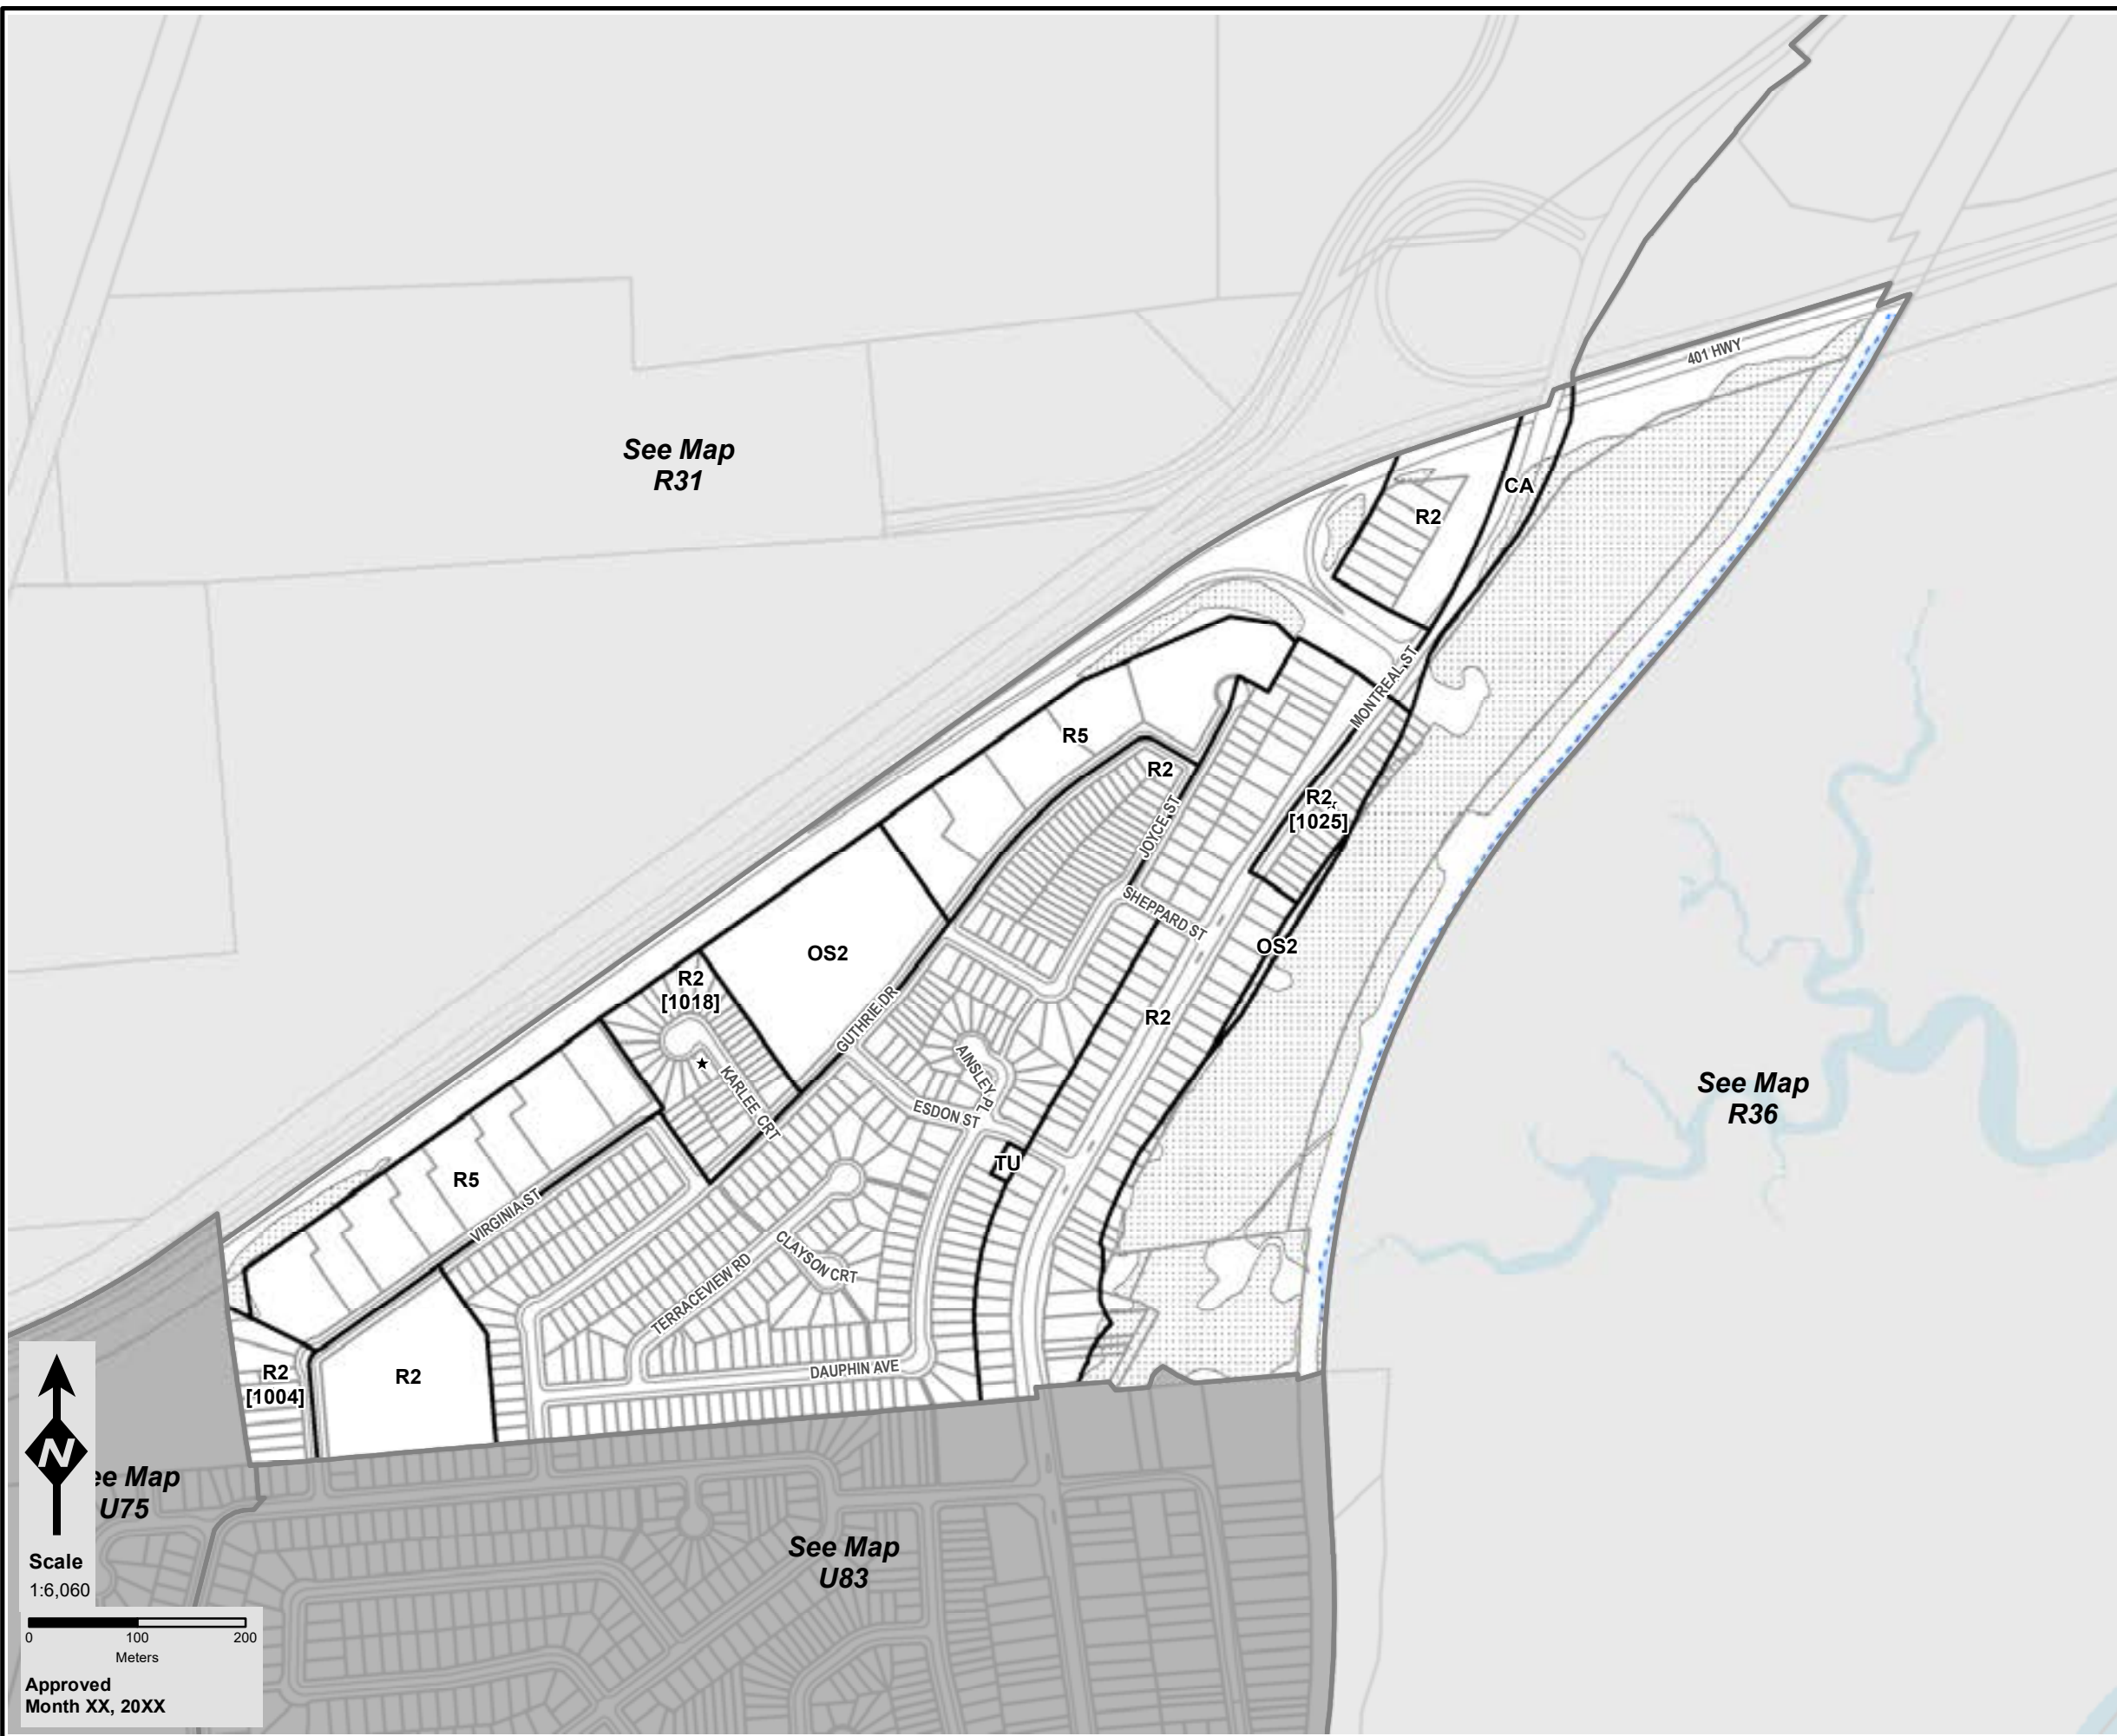 401 HWY
See Map
R31
CA
R2
MONTREAL ST
R5
R2
JOYCE ST
R2
[1025]
SHEPPARD ST
OS2
OS2
R2
[1018]
GUTHRIE DR
R2
AINSLEY PL
KARLEE CRT
ESDON ST
See Map
R36
TU
R5
VIRGINIA ST
CLAYSON CRT
TERRACEVIEW RD
DAUPHIN AVE
R2
[1004]
R2
N
ee Map
U75
See Map
U83
Scale
1:6,060
0 100 200
Meters
Approved
Month XX, 20XX